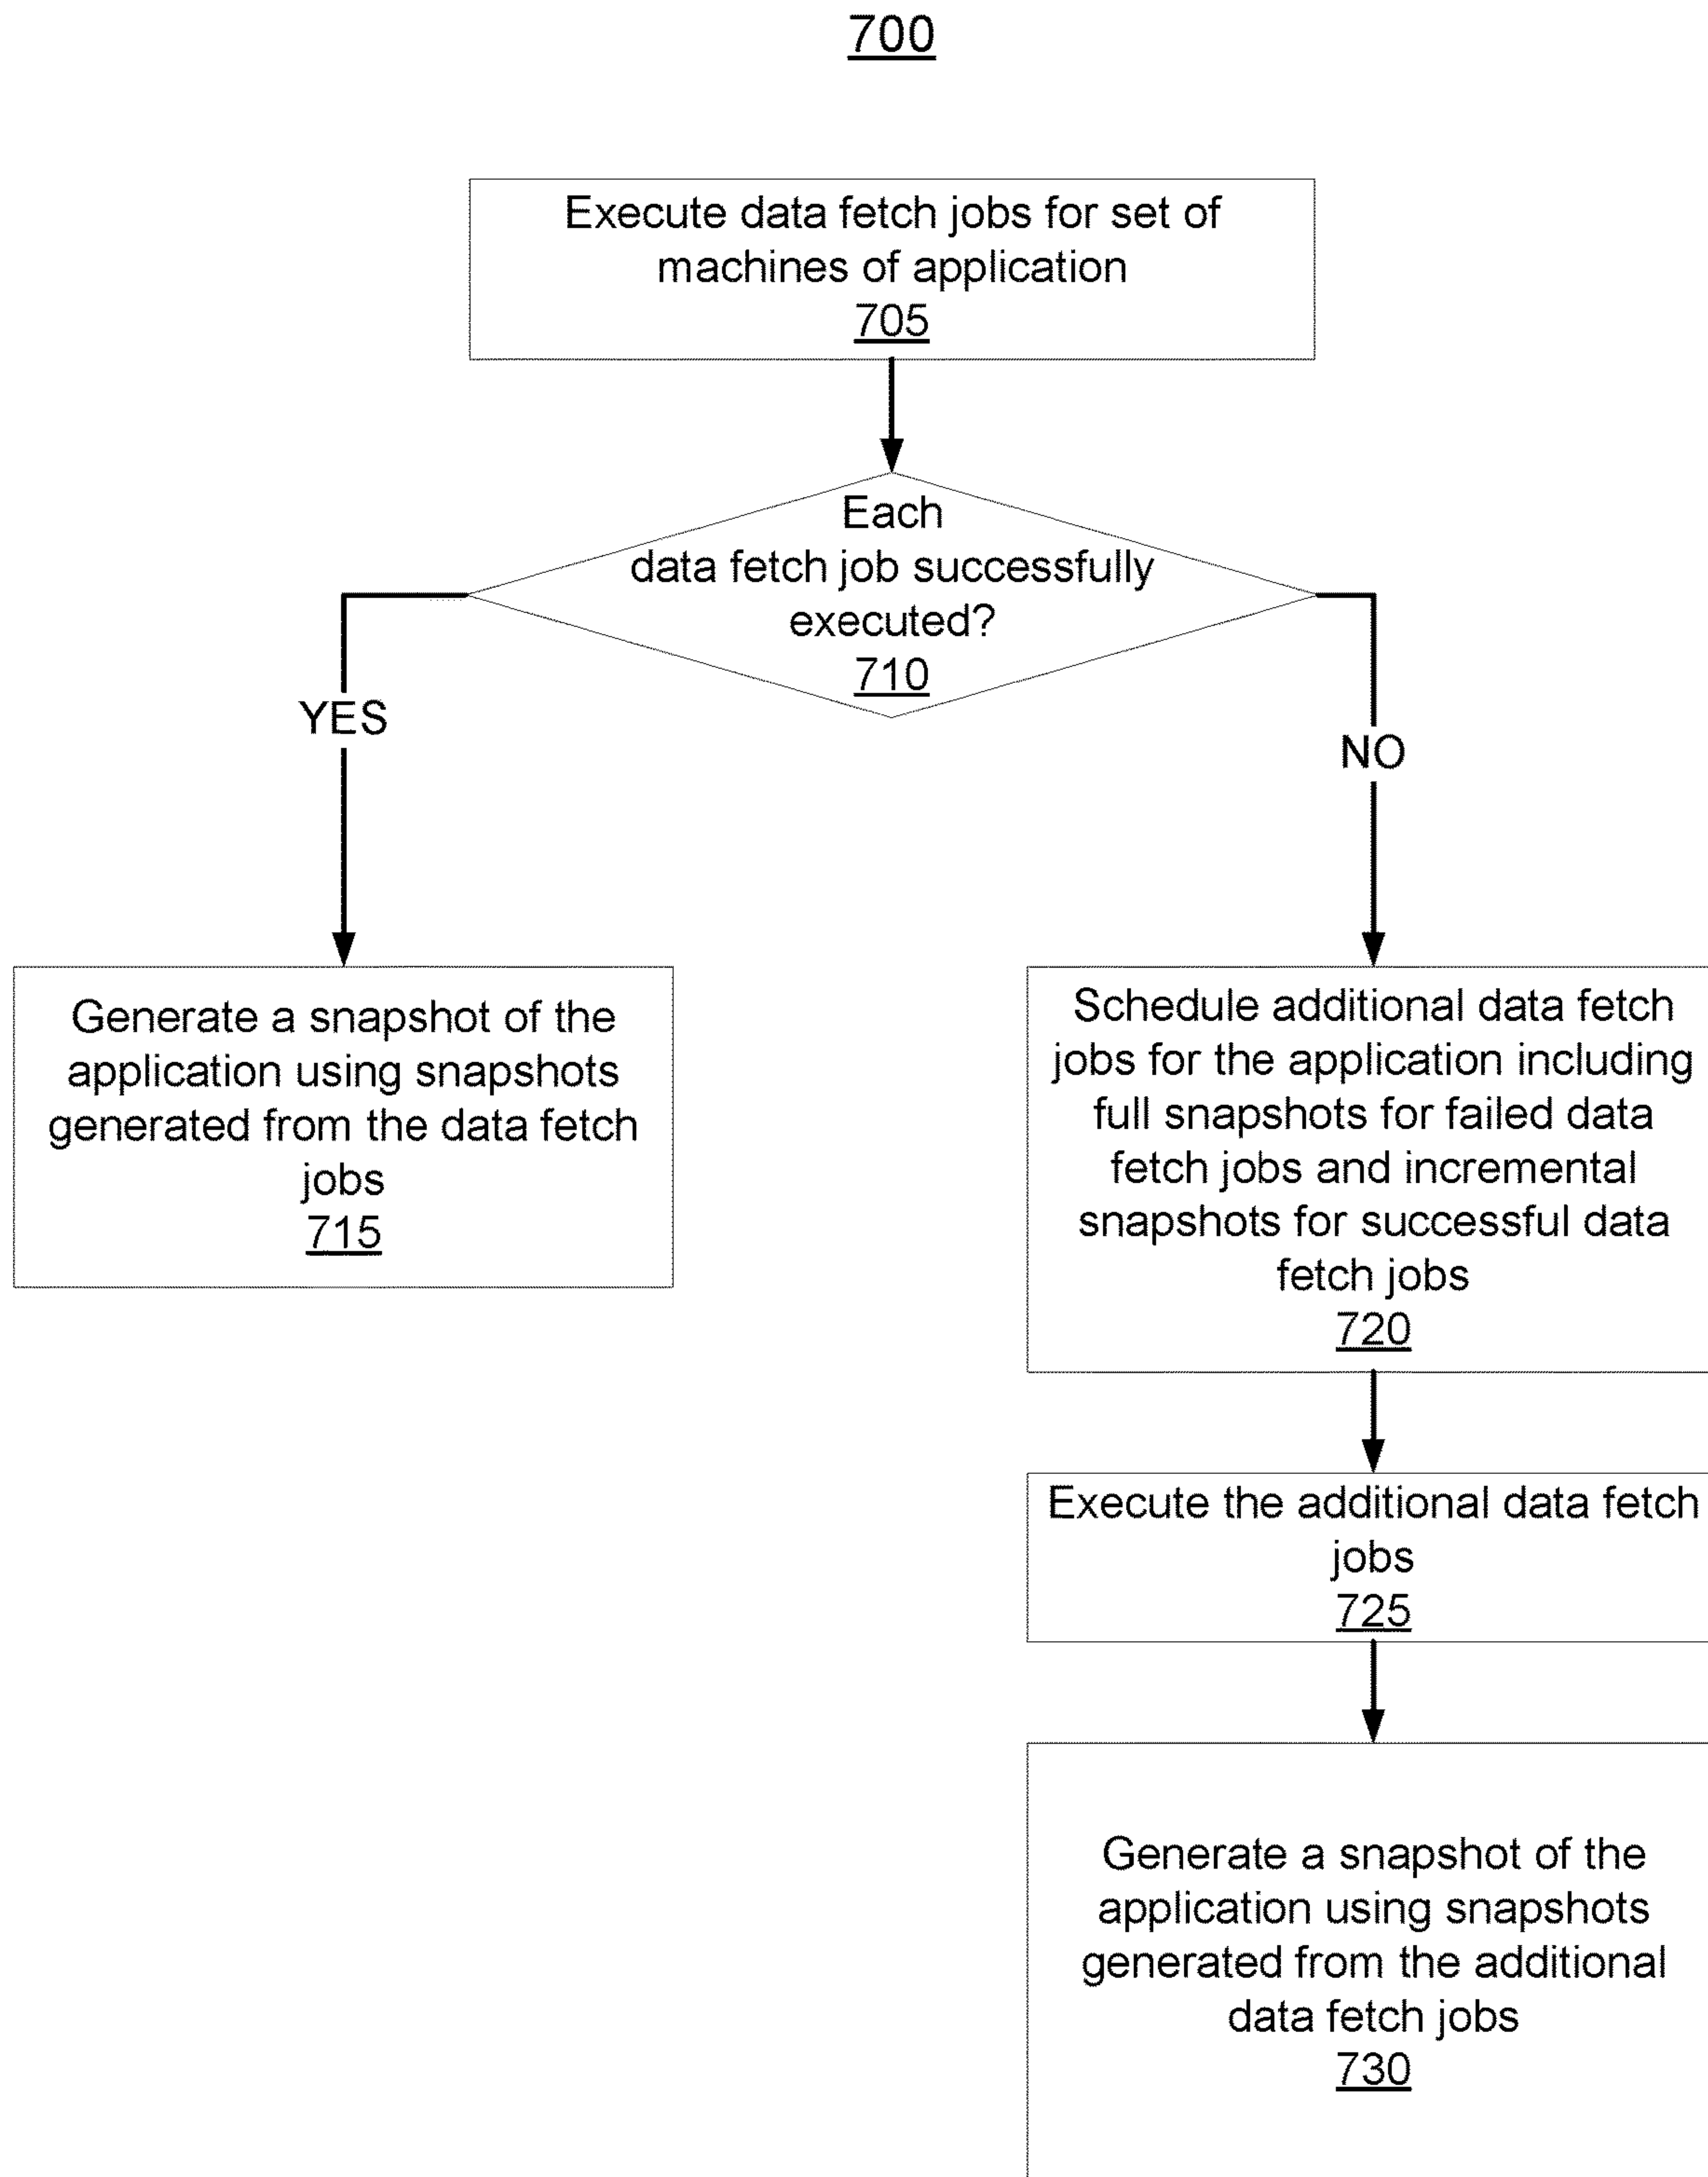 700
Execute data fetch jobs for set of
machines of application
705
Each
data fetch job successfully
executed?
710
YES
NO
Generate a snapshot of the
application using snapshots
generated from the data fetch
jobs
715
Schedule additional data fetch
jobs for the application including
full snapshots for failed data
fetch jobs and incremental
snapshots for successful data
fetch jobs
720
Execute the additional data fetch
jobs
725
Generate a snapshot of the
application using snapshots
generated from the additional
data fetch jobs
730